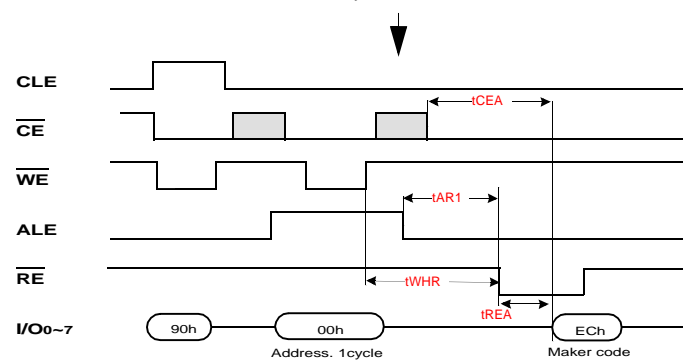 CLE
tCEA
CE
WE
tAR1
ALE
tWHR
RE
tREA
I/O0~7
90h
00h
ECh
Address. 1cycle
Maker code